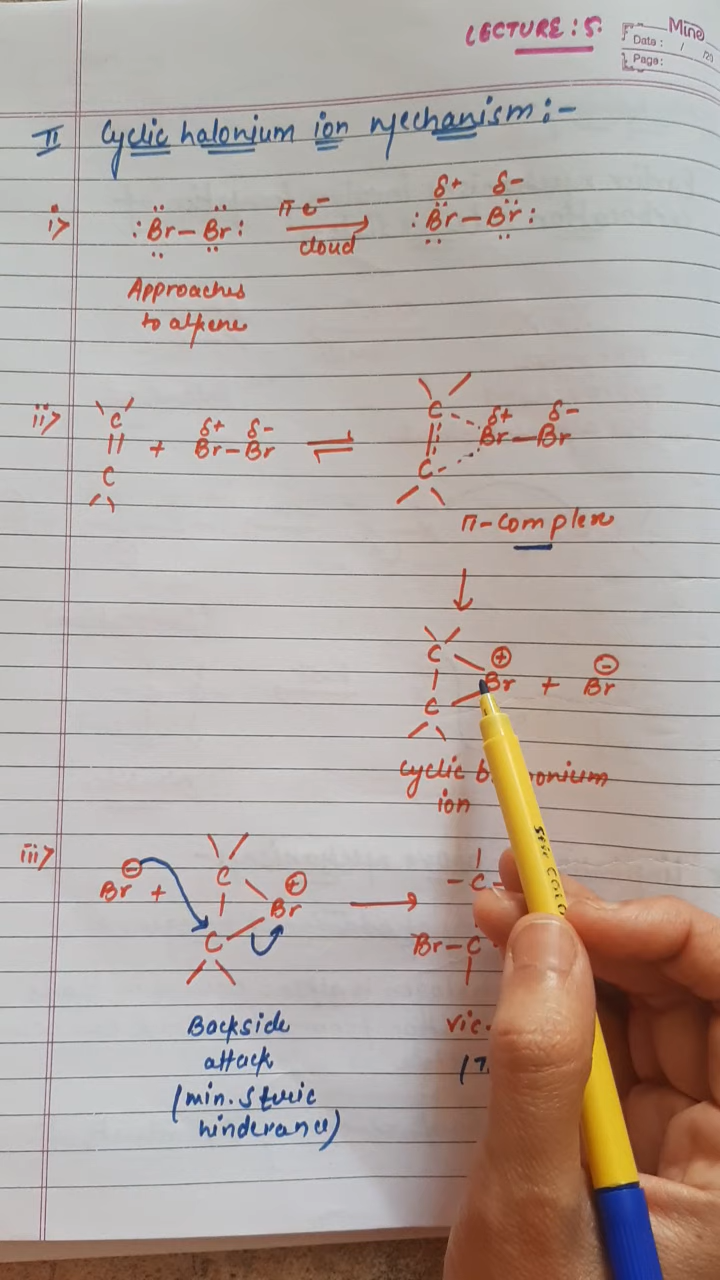 LECTURE : 5.
Mine
Date : / /20
Page:
II Cyclic halonium ion mechanism :-
i> :Br – Br: π e⁻ cloud :Br – Br: δ+ δ-
Approaches
to alkene
ii> C = C + Br – Br δ+ δ- ⇌ C = C Br – Br δ+ δ-
π-complex
↓
C – C Br ⊕ + Br ⊖
cyclic b onium
ion
iii> Br ⊖ + C – C Br ⊕ → - C - Br – C
Backside
attack
(min. Steric
hinderance)
vic.